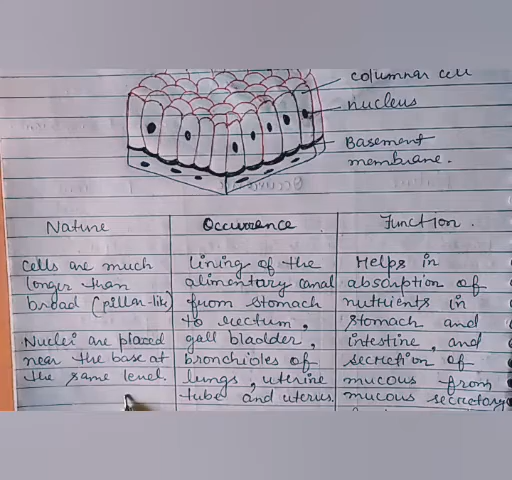 columnar cell
nucleus
Basement
membrane.
Nature
Occurrence
Function.
Cells are much
longer than
broad (pillar-lik)
Nuclei are placed
near the base at
the same level.
Lining of the
alimentary canal
from stomach
to rectum,
gall bladder,
bronchioles of
lungs, uterine
tube and uterus.
Helps in
absorption of
nutrients in
stomach and
intestine, and
secretion of
mucous from
mucous secretory